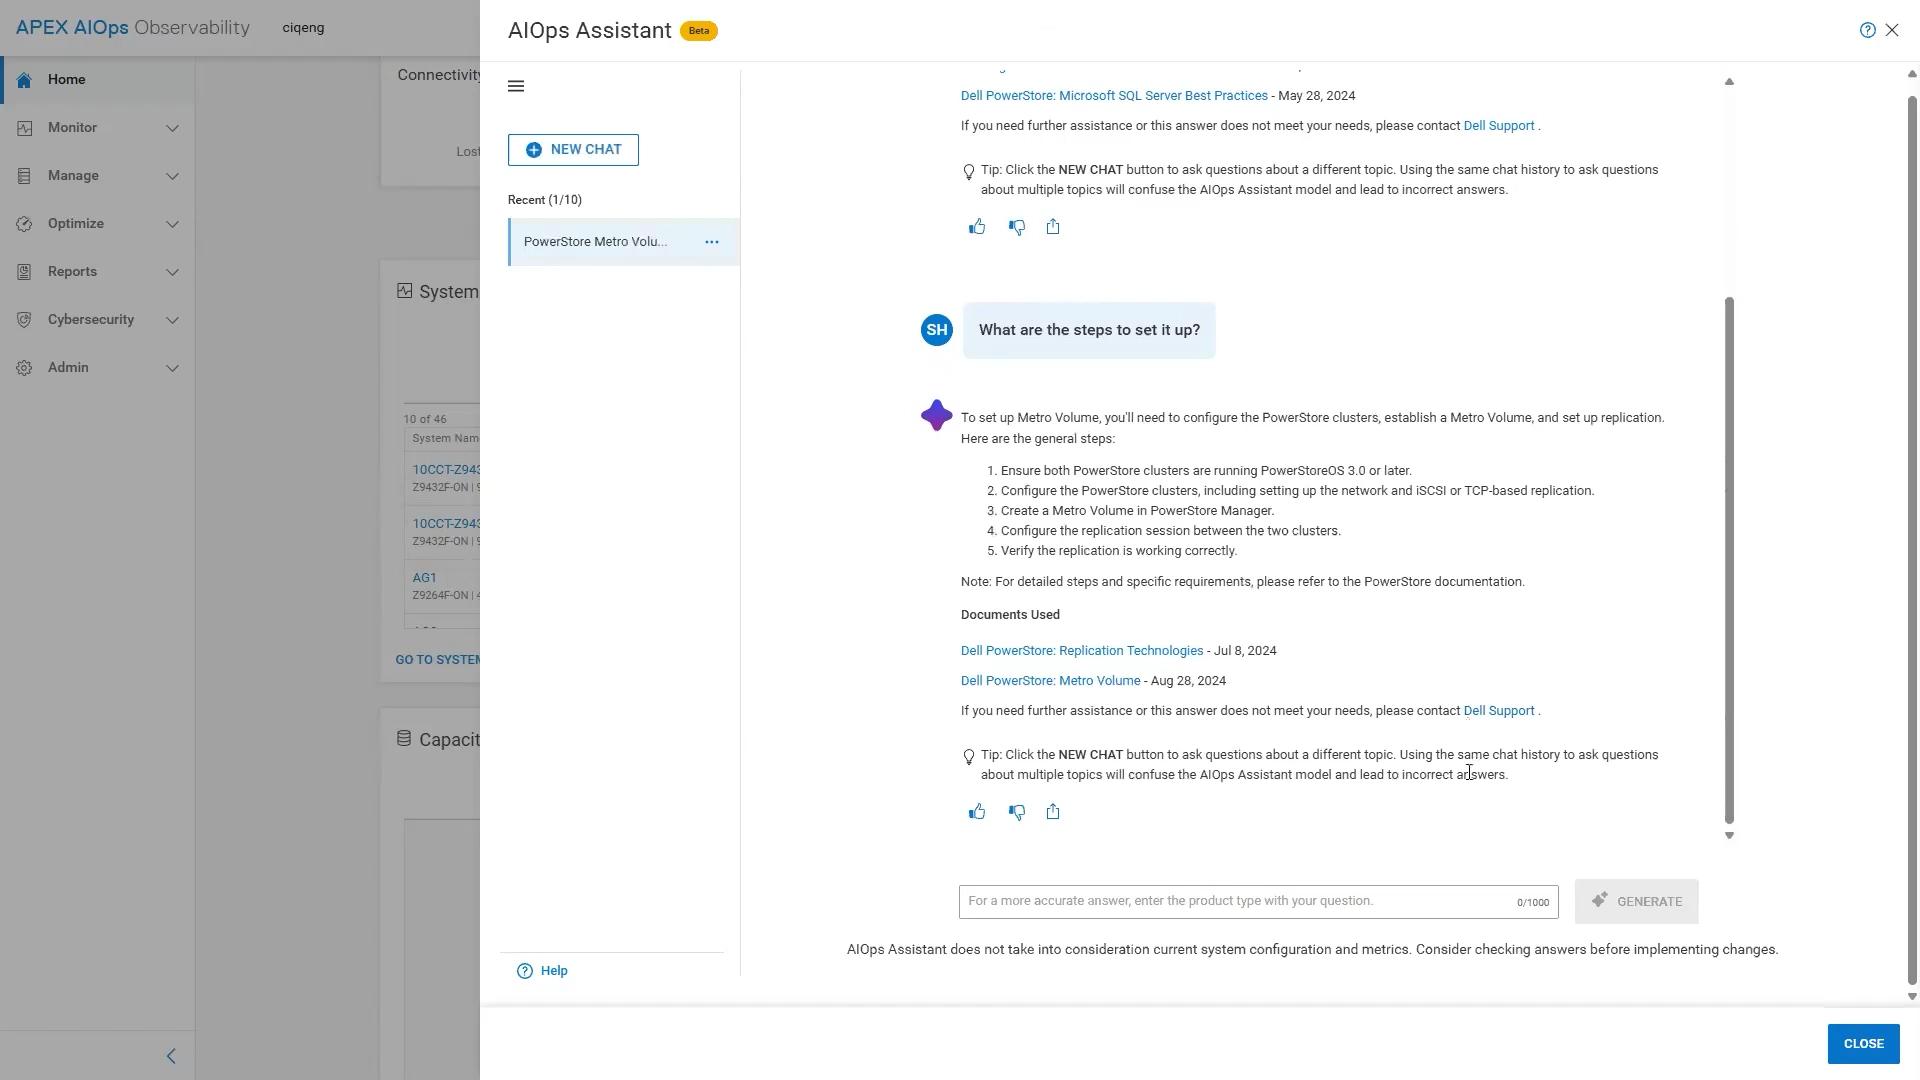 APEX AIOps Observability
ciqeng
Home
Monitor
Manage
Optimize
Reports
Cybersecurity
Admin
Connectivity
Lost
System
10 of 46
System Nam
10CCT-Z943
Z9432F-ON | 9
10CCT-Z943
Z9432F-ON |
AG1
Z9264F-ON | 4
GO TO SYSTEM
Capacit
AIOps Assistant
Beta
NEW CHAT
Recent (1/10)
PowerStore Metro Volu...
Help
Dell PowerStore: Microsoft SQL Server Best Practices - May 28, 2024
If you need further assistance or this answer does not meet your needs, please contact Dell Support .
Tip: Click the NEW CHAT button to ask questions about a different topic. Using the same chat history to ask questions
about multiple topics will confuse the AIOps Assistant model and lead to incorrect answers.
SH
What are the steps to set it up?
To set up Metro Volume, you'll need to configure the PowerStore clusters, establish a Metro Volume, and set up replication.
Here are the general steps:
1. Ensure both PowerStore clusters are running PowerStoreOS 3.0 or later.
2. Configure the PowerStore clusters, including setting up the network and iSCSI or TCP-based replication.
3. Create a Metro Volume in PowerStore Manager.
4. Configure the replication session between the two clusters.
5. Verify the replication is working correctly.
Note: For detailed steps and specific requirements, please refer to the PowerStore documentation.
Documents Used
Dell PowerStore: Replication Technologies - Jul 8, 2024
Dell PowerStore: Metro Volume - Aug 28, 2024
If you need further assistance or this answer does not meet your needs, please contact Dell Support .
Tip: Click the NEW CHAT button to ask questions about a different topic. Using the same chat history to ask questions
about multiple topics will confuse the AIOps Assistant model and lead to incorrect answers.
For a more accurate answer, enter the product type with your question.
0/1000
GENERATE
AIOps Assistant does not take into consideration current system configuration and metrics. Consider checking answers before implementing changes.
CLOSE